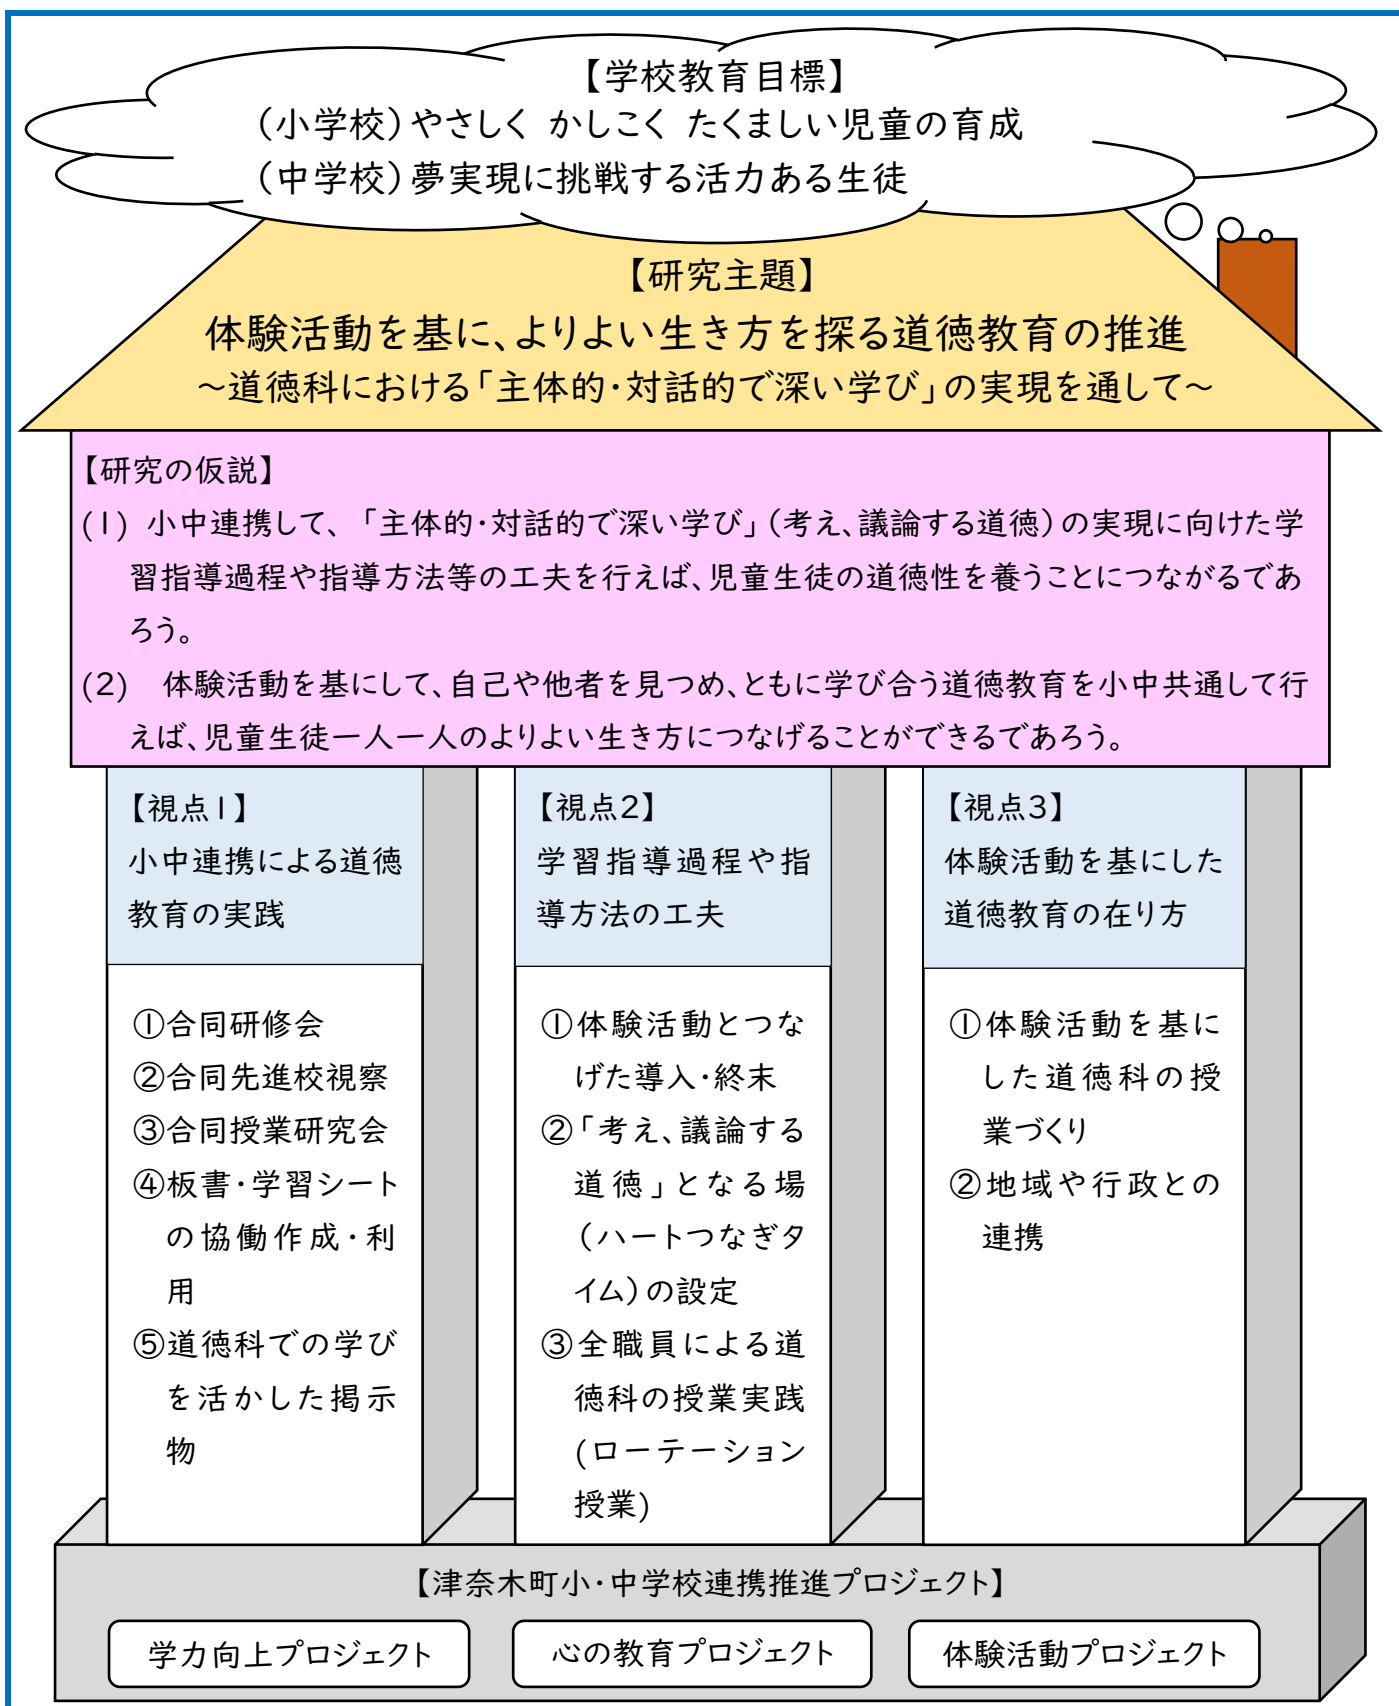 【学校教育目標】
(小学校)やさしく かしこく たくましい児童の育成
(中学校)夢実現に挑戦する活力ある生徒
【研究主題】
体験活動を基に、よりよい生き方を探る道徳教育の推進
～道徳科における「主体的・対話的で深い学び」の実現を通して～
【研究の仮説】
(1) 小中連携して、「主体的・対話的で深い学び」(考え、議論する道徳)の実現に向けた学
習指導過程や指導方法等の工夫を行えば、児童生徒の道徳性を養うことにつながるであ
ろう。
(2) 体験活動を基にして、自己や他者を見つめ、ともに学び合う道徳教育を小中共通して行
えば、児童生徒一人一人のよりよい生き方につなげることができるであろう。
【視点1】
小中連携による道徳
教育の実践
①合同研修会
②合同先進校視察
③合同授業研究会
④板書・学習シート
の協働作成・利
用
⑤道徳科での学び
を活かした掲示
物
【視点2】
学習指導過程や指
導方法の工夫
①体験活動とつな
げた導入・終末
②「考え、議論する
道徳」となる場
(ハートつなぎタ
イム)の設定
③全職員による道
徳科の授業実践
(ローテーション
授業)
【視点3】
体験活動を基にした
道徳教育の在り方
①体験活動を基に
した道徳科の授
業づくり
②地域や行政との
連携
【津奈木町小・中学校連携推進プロジェクト】
学力向上プロジェクト
心の教育プロジェクト
体験活動プロジェクト